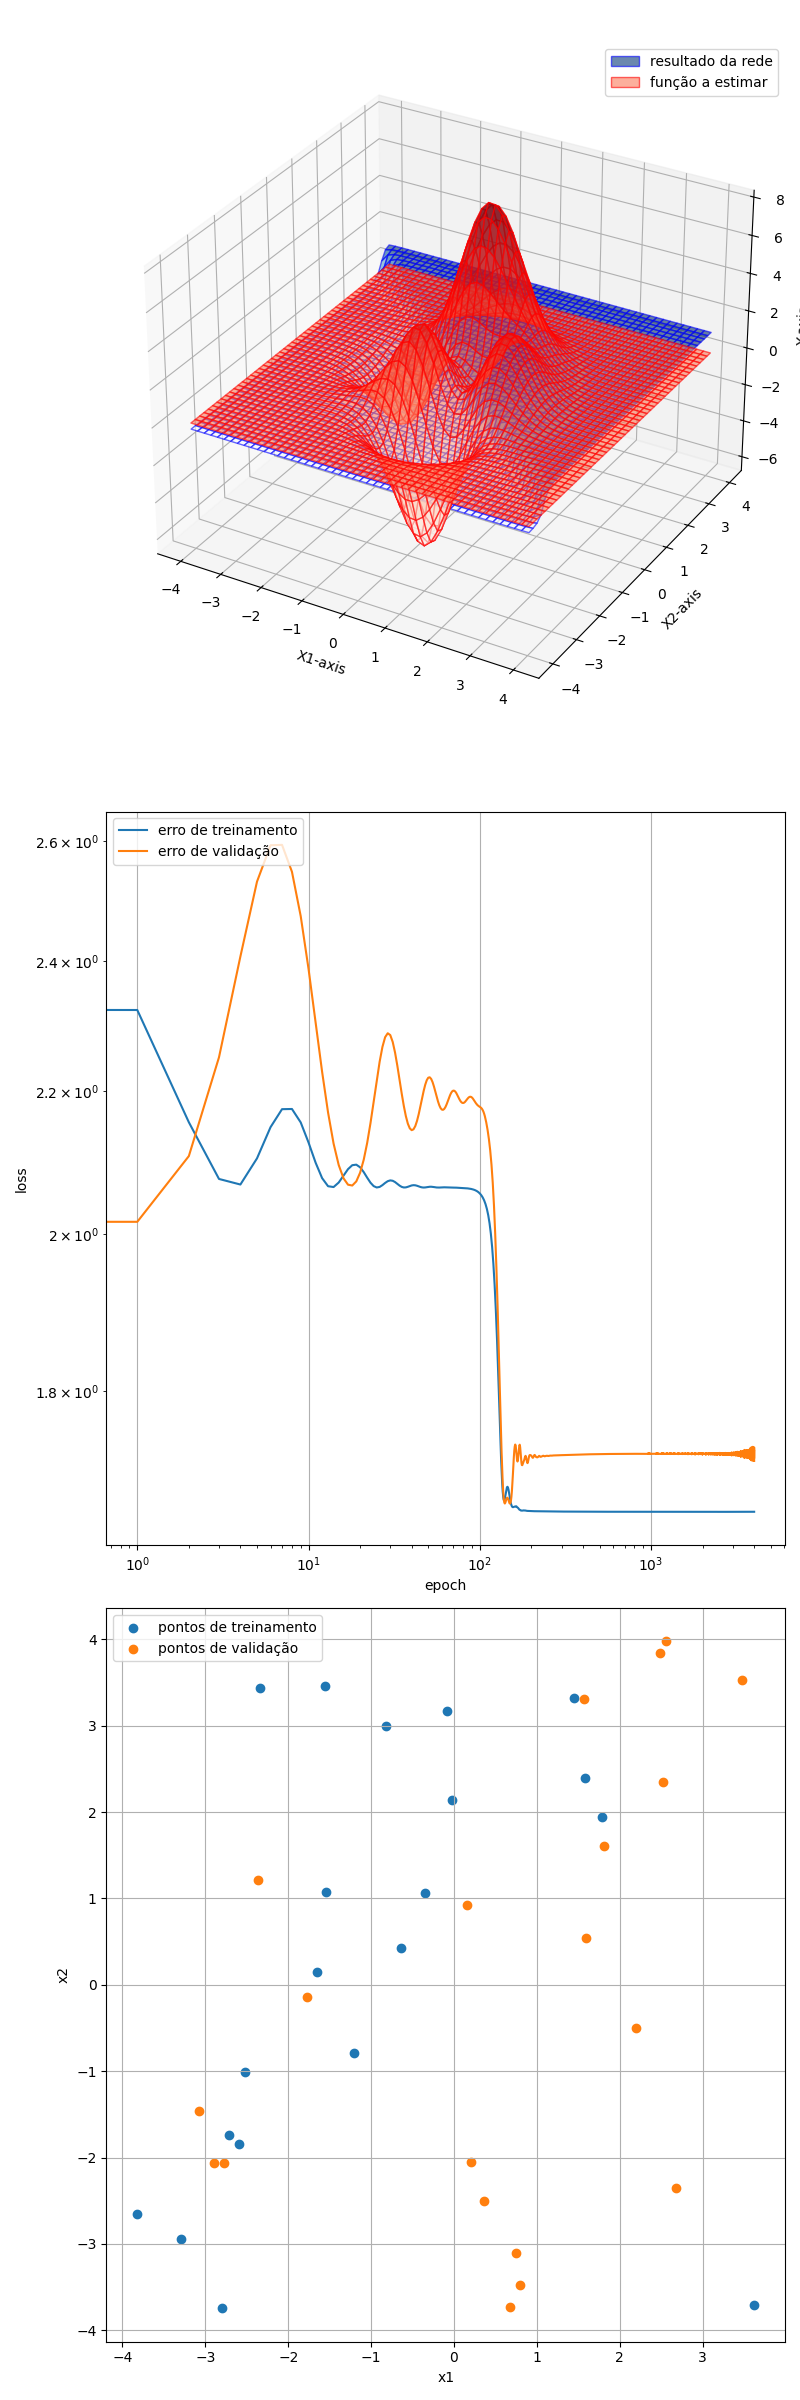 resultado da rede
função a estimar
8
6
4
2
0
−2
−4
−6
−4
−3
−2
−1
0
1
2
3
4
X1-axis
−4
−3
−2
−1
0
1
2
3
4
X2-axis
erro de treinamento
erro de validação
2.6 × 10⁰
2.4 × 10⁰
2.2 × 10⁰
2 × 10⁰
1.8 × 10⁰
loss
10⁰ 10¹ 10² 10³
epoch
pontos de treinamento
pontos de validação
4
3
2
1
0
−1
−2
−3
−4
x2
−4 −3 −2 −1 0 1 2 3
x1